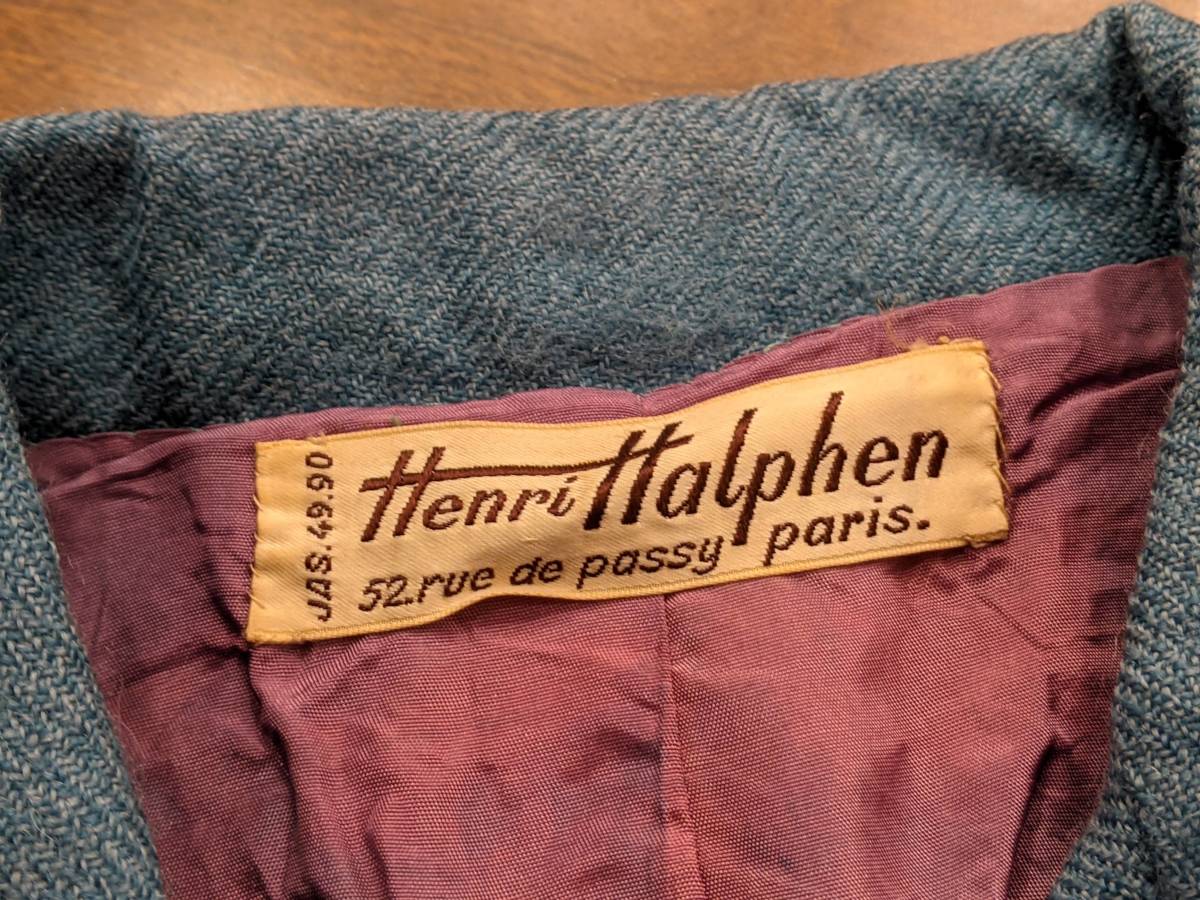 JAS.49.90
Henri Halphen
52.rue de passy paris.